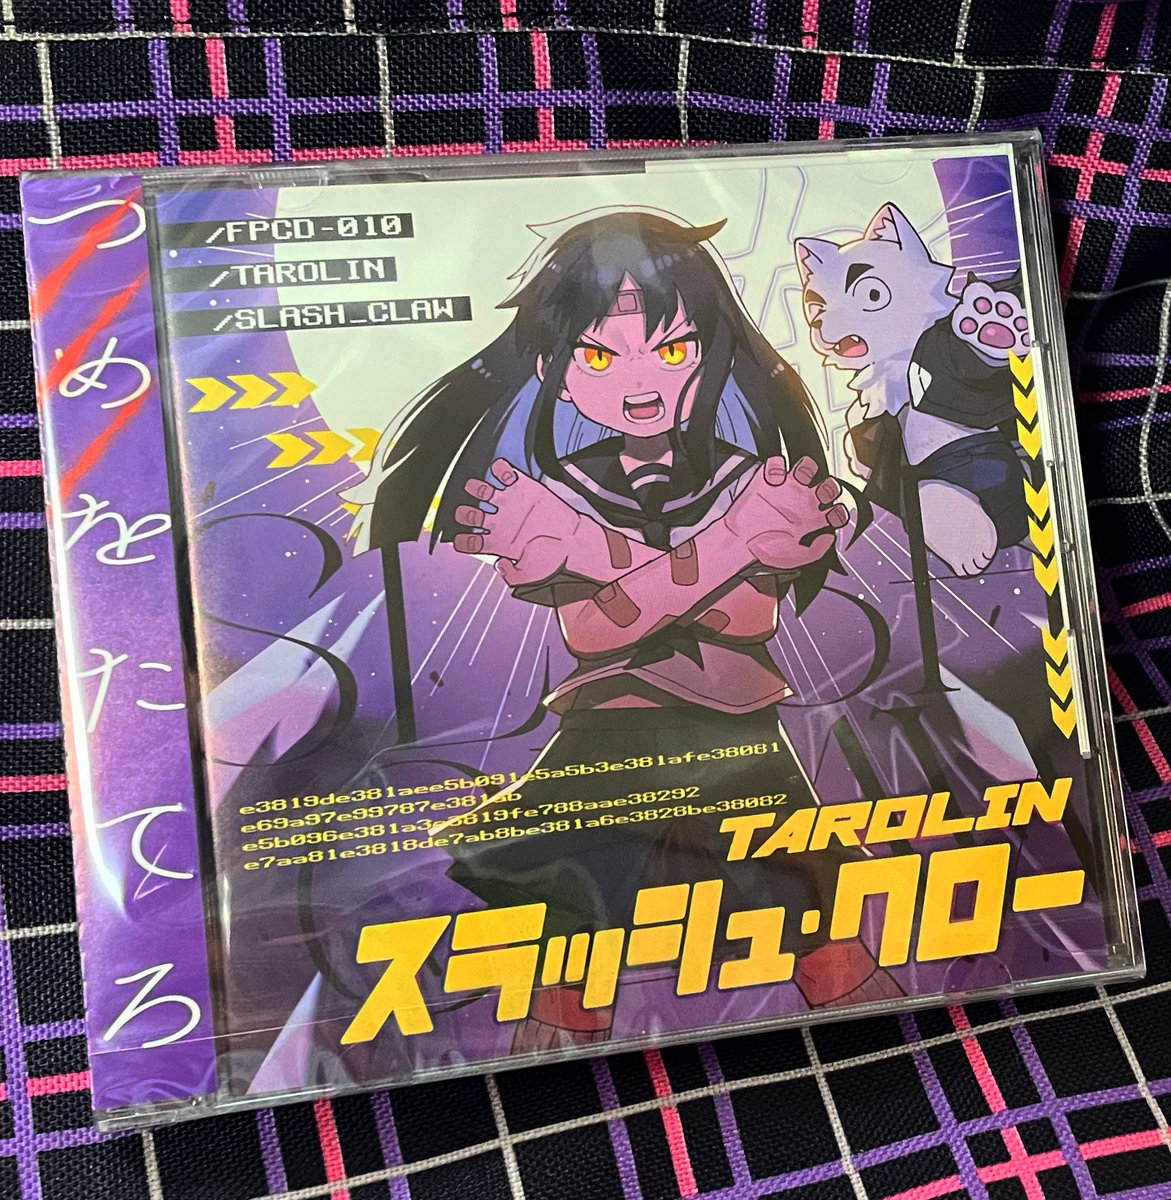 つめをたてろ
/FPCD-010
/TAROLIN
/SLASH_CLAW
e3819de381aee5b091e5a5b3e381afe38081
e69a97e99787e381ab
e5b096e381a3e3819fe788aae38292
e7aa81e3818de7ab8be381a6e3828be38082
TAROLIN
スラッシュ・クロー